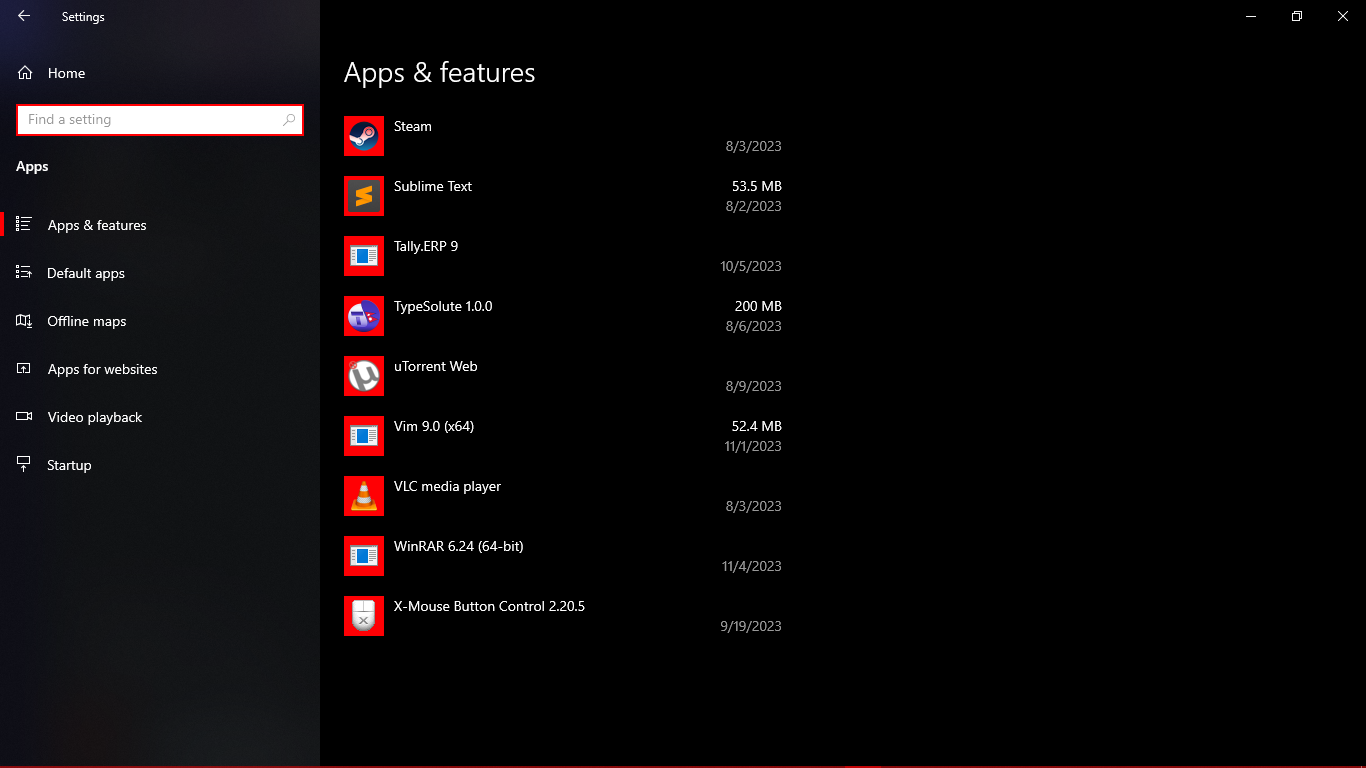 Settings
Home
Find a setting
Apps
Apps & features
Default apps
Offline maps
Apps for websites
Video playback
Startup
Apps & features
Steam
8/3/2023
Sublime Text 53.5 MB
8/2/2023
Tally.ERP 9
10/5/2023
TypeSolute 1.0.0 200 MB
8/6/2023
uTorrent Web
8/9/2023
Vim 9.0 (x64) 52.4 MB
11/1/2023
VLC media player
8/3/2023
WinRAR 6.24 (64-bit)
11/4/2023
X-Mouse Button Control 2.20.5
9/19/2023